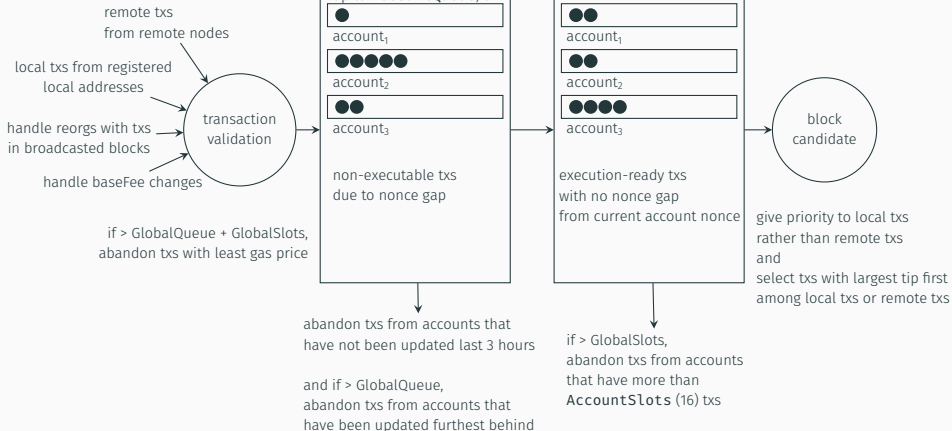 remote txs
from remote nodes
local txs from registered
local addresses
handle reorgs with txs
in broadcasted blocks
handle baseFee changes
transaction
validation
if > GlobalQueue + GlobalSlots,
abandon txs with least gas price
account1
account2
account3
non-executable txs
due to nonce gap
abandon txs from accounts that
have not been updated last 3 hours
and if > GlobalQueue,
abandon txs from accounts that
have been updated furthest behind
account1
account2
account3
execution-ready txs
with no nonce gap
from current account nonce
if > GlobalSlots,
abandon txs from accounts
that have more than
AccountSlots (16) txs
block
candidate
give priority to local txs
rather than remote txs
and
select txs with largest tip first
among local txs or remote txs